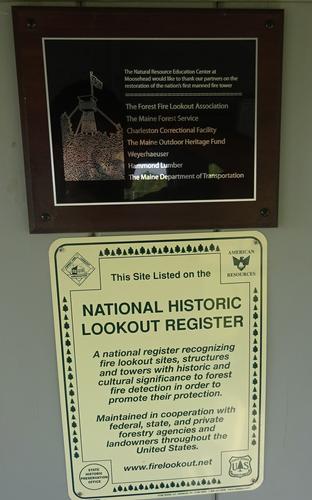 The Natural Resource Education Center at
Moosehead would like to thank our partners on the
restoration of the nation's first manned fire tower
The Forest Fire Lookout Association
The Maine Forest Service
Charleston Correctional Facility
The Maine Outdoor Heritage Fund
Weyerhaeuser
Hammond Lumber
The Maine Department of Transportation
AMERICAN
RESOURCES
This Site Listed on the
NATIONAL HISTORIC
LOOKOUT REGISTER
A national register recognizing
fire lookout sites, structures
and towers with historic and
cultural significance to forest
fire detection in order to
promote their protection.
Maintained in cooperation with
federal, state, and private
forestry agencies and
landowners throughout the
United States.
www.firelookout.net
STATE
HISTORIC
PRESERVATION
OFFICE
UAS